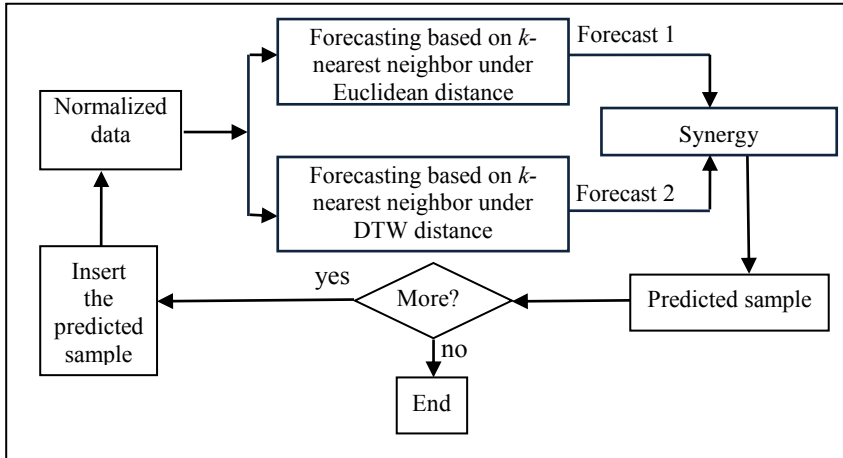 Normalized
data
Forecasting based on k-
nearest neighbor under
Euclidean distance
Forecast 1
Synergy
Forecasting based on k-
nearest neighbor under
DTW distance
Forecast 2
Predicted sample
More?
yes
Insert
the
predicted
sample
no
End